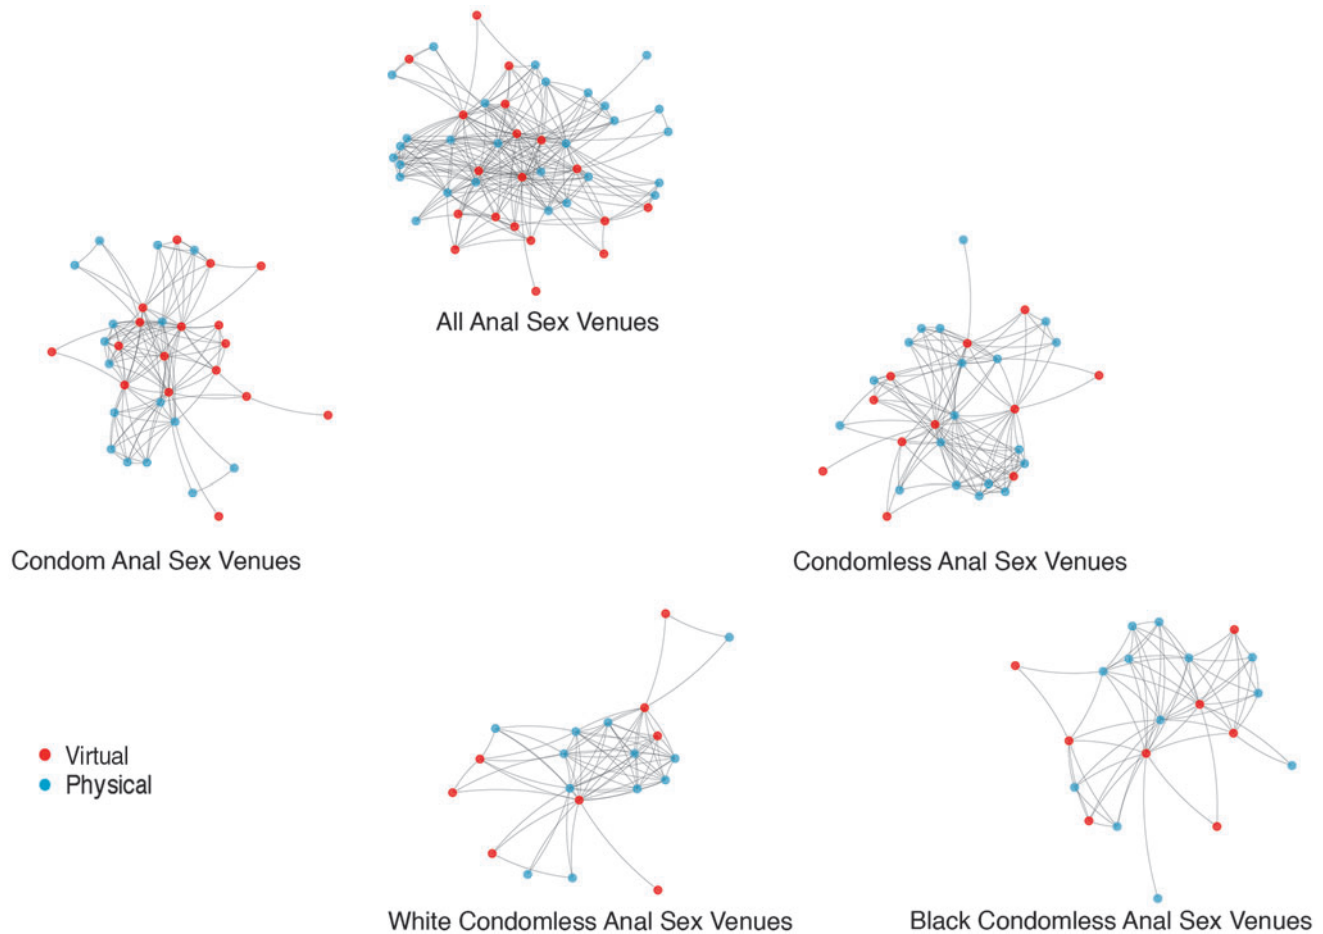 All Anal Sex Venues
Condom Anal Sex Venues
Condomless Anal Sex Venues
Virtual
Physical
White Condomless Anal Sex Venues
Black Condomless Anal Sex Venues